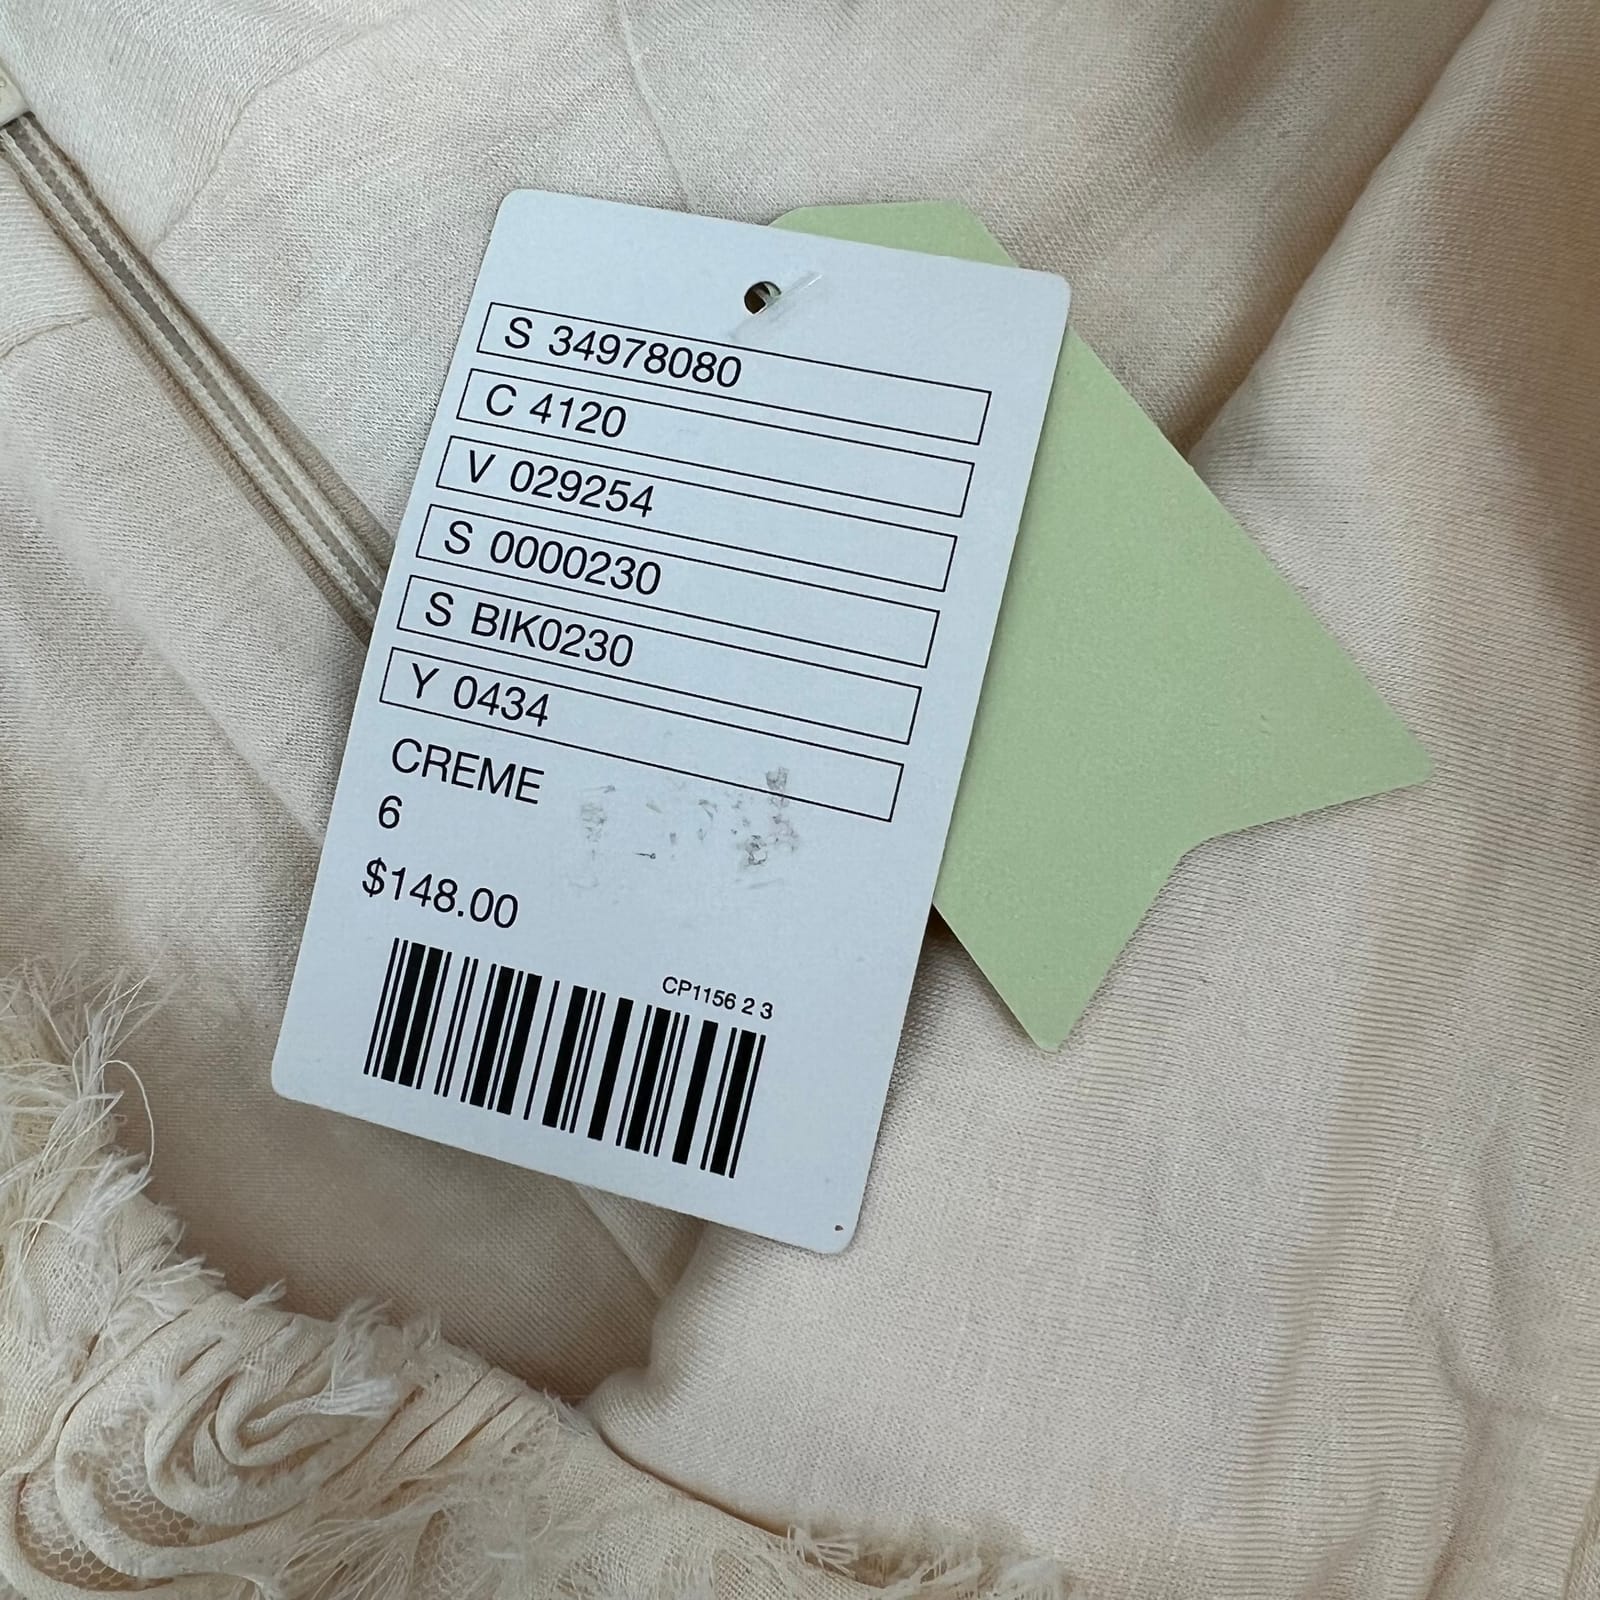 S 34978080
C 4120
V 029254
S 0000230
S BIK0230
Y 0434
CREME
6
$148.00
CP1156 2 3